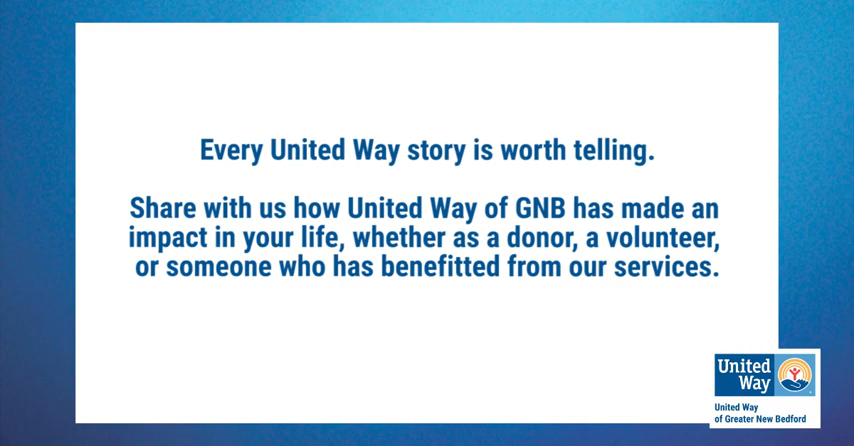 Every United Way story is worth telling.
Share with us how United Way of GNB has made an
impact in your life, whether as a donor, a volunteer,
or someone who has benefitted from our services.
United
Way
United Way
of Greater New Bedford